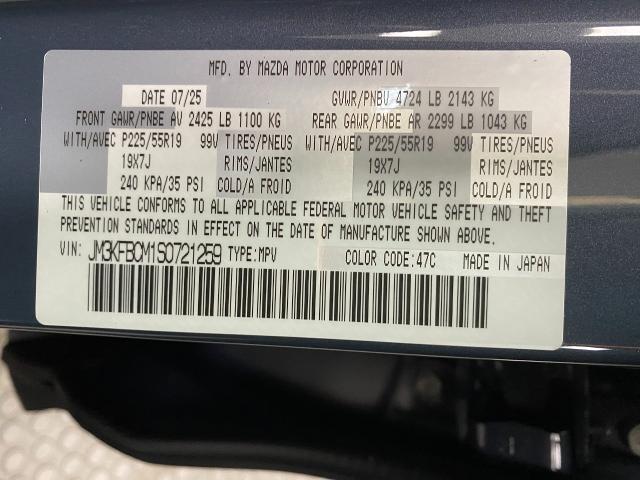 MFD. BY MAZDA MOTOR CORPORATION
DATE 07/25 GVWR/PNBV 4724 LB 2143 KG
FRONT GAWR/PNBE AV 2425 LB 1100 KG REAR GAWR/PNBE AR 2299 LB 1043 KG
WITH/AVEC P225/55R19 99V TIRES/PNEUS WITH/AVEC P225/55R19 99V TIRES/PNEUS
19X7J RIMS/JANTES 19X7J RIMS/JANTES
240 KPA/35 PSI COLD/A FROID 240 KPA/35 PSI COLD/A FROID
THIS VEHICLE CONFORMS TO ALL APPLICABLE FEDERAL MOTOR VEHICLE SAFETY AND THEFT
PREVENTION STANDARDS IN EFFECT ON THE DATE OF MANUFACTURE SHOWN ABOVE.
VIN: JM3KFBCM1S0721259 TYPE:MPV COLOR CODE:47C MADE IN JAPAN